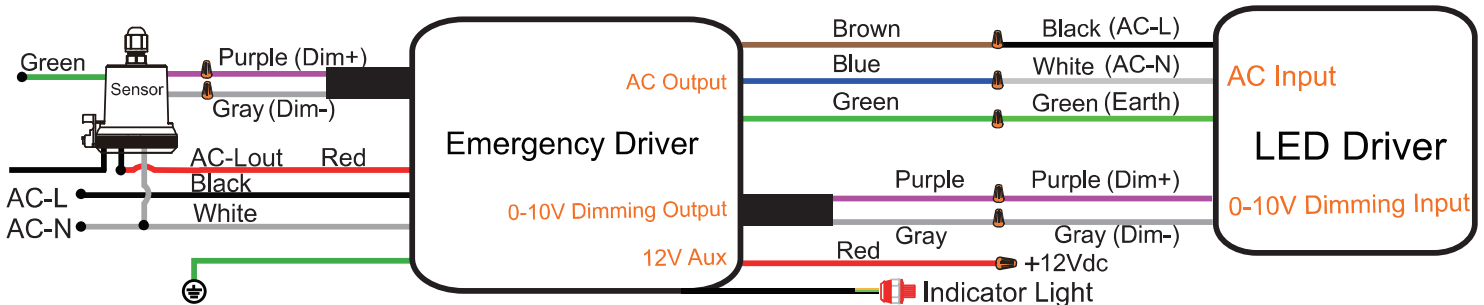 Green
Sensor
Purple (Dim+)
Gray (Dim-)
AC-Lout Red
AC-L
Black
AC-N
White
Emergency Driver
AC Output
0-10V Dimming Output
12V Aux
Brown
Black (AC-L)
Blue
White (AC-N)
Green
Green (Earth)
Purple
Purple (Dim+)
Gray
Gray (Dim-)
Red
+12Vdc
Indicator Light
AC Input
LED Driver
0-10V Dimming Input